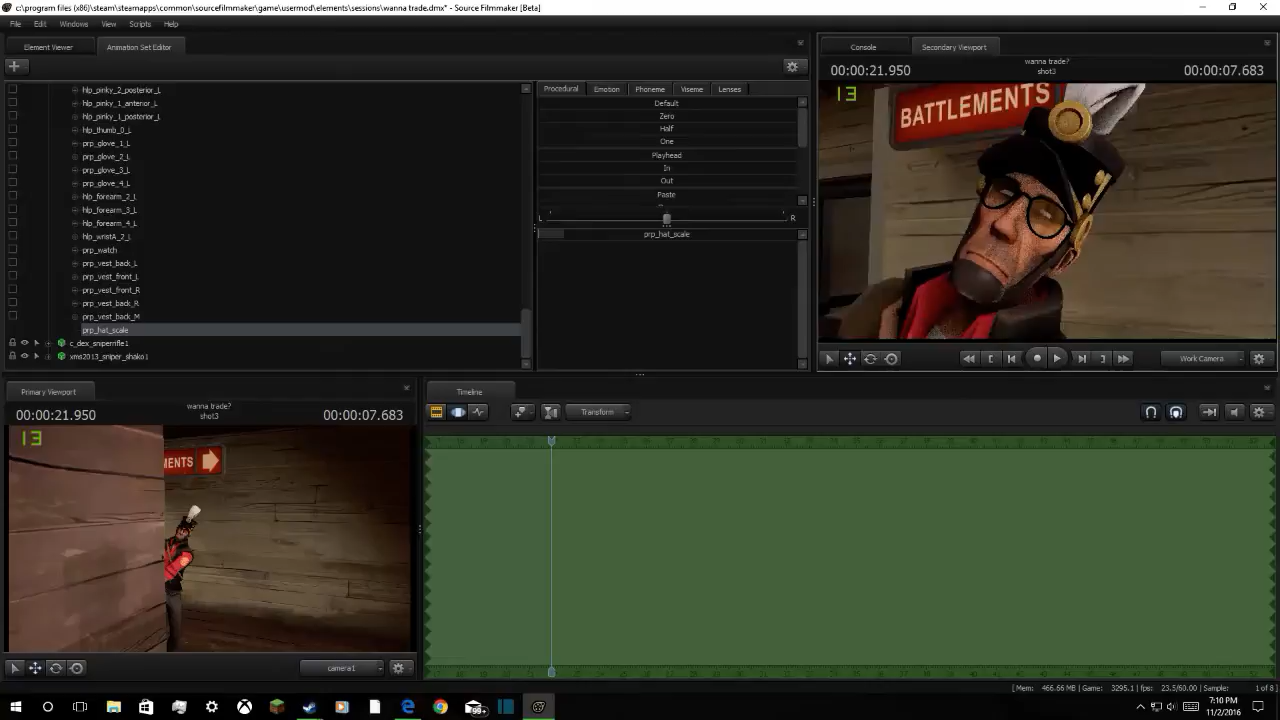 c:\program files (x86)\steam\steamapps\common\sourcefilmmaker\game\usermod\elements\sessions\wanna trade.dmx* - Source Filmmaker [Beta]
File Edit Windows View Scripts Help
Element Viewer Animation Set Editor
hlp_pinky_2_posterior_L
hlp_pinky_1_anterior_L
hlp_pinky_1_posterior_L
hlp_thumb_0_L
prp_glove_1_L
prp_glove_2_L
prp_glove_3_L
prp_glove_4_L
hlp_forearm_2_L
hlp_forearm_3_L
hlp_forearm_4_L
hlp_wristA_2_L
prp_watch
prp_vest_back_L
prp_vest_front_L
prp_vest_front_R
prp_vest_back_R
prp_vest_back_M
prp_hat_scale
c_dex_sniperrifle1
xms2013_sniper_shako1
Procedural Emotion Phoneme Viseme Lenses
Default
Zero
Half
One
Playhead
In
Out
Paste
L R
prp_hat_scale
Console Secondary Viewport
wanna trade?
00:00:21.950 shot3 00:00:07.683
13
BATTLEMENTS
Work Camera
Primary Viewport
wanna trade?
00:00:21.950 shot3 00:00:07.683
13
MENTS
camera1
Timeline
Transform
[Mem: 466.66 MB| Game: 3295.1| fps: 23.5/60.00| Sampler: 1 of 8]
99+
7:10 PM
11/2/2016